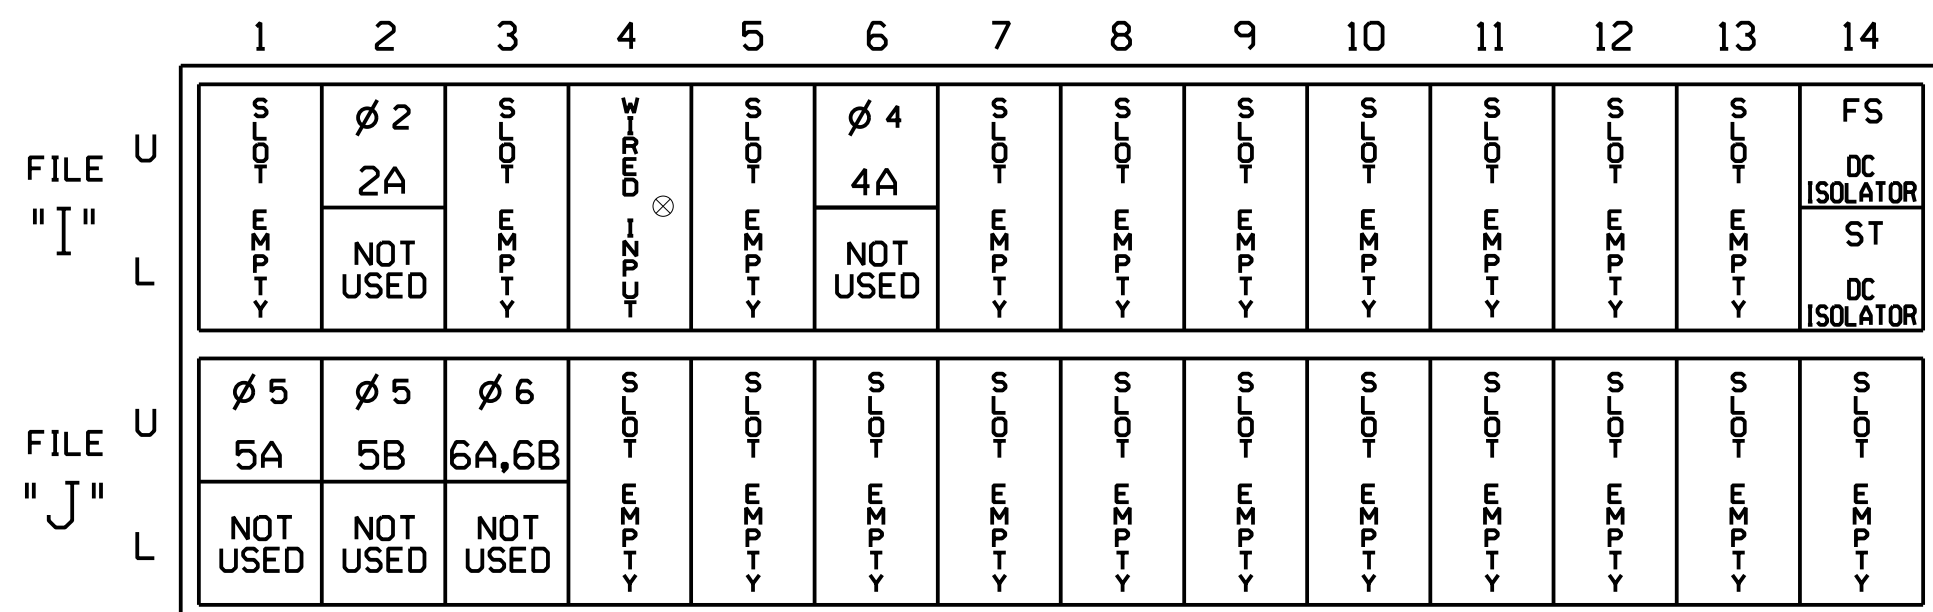 1 2 3 4 5 6 7 8 9 10 11 12 13 14
FILE
"I"
U
L
SLOT EMPTY
Ø 2
2A
NOT
USED
SLOT EMPTY
WIRED INPUT
SLOT EMPTY
Ø 4
4A
NOT
USED
SLOT EMPTY
SLOT EMPTY
SLOT EMPTY
SLOT EMPTY
SLOT EMPTY
SLOT EMPTY
SLOT EMPTY
FS
DC
ISOLATOR
ST
DC
ISOLATOR
FILE
"J"
U
L
Ø 5
5A
NOT
USED
Ø 5
5B
NOT
USED
Ø 6
6A,6B
NOT
USED
SLOT EMPTY
SLOT EMPTY
SLOT EMPTY
SLOT EMPTY
SLOT EMPTY
SLOT EMPTY
SLOT EMPTY
SLOT EMPTY
SLOT EMPTY
SLOT EMPTY
SLOT EMPTY